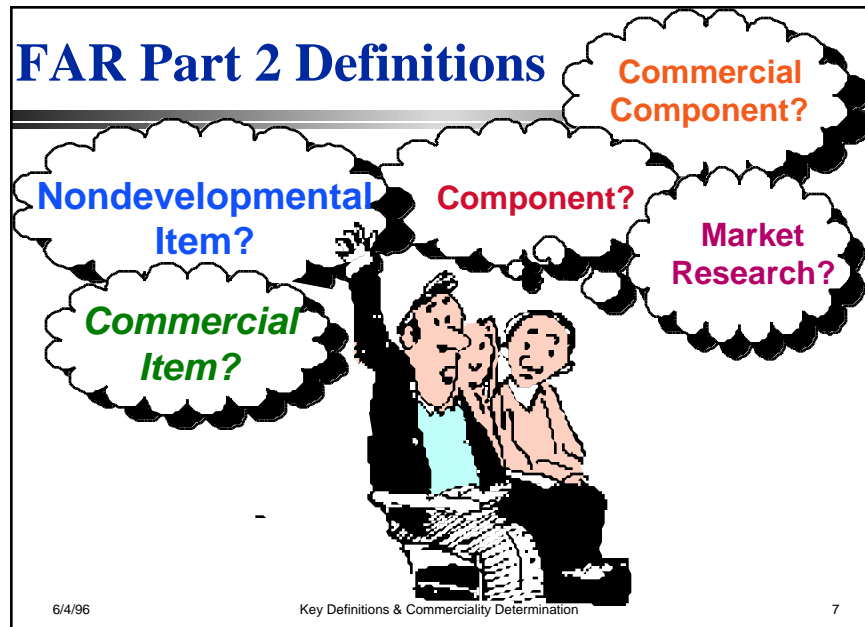 FAR Part 2 Definitions
Commercial
Component?
Nondevelopmental
Item?
Component?
Market
Research?
Commercial
Item?
6/4/96
Key Definitions & Commerciality Determination
7